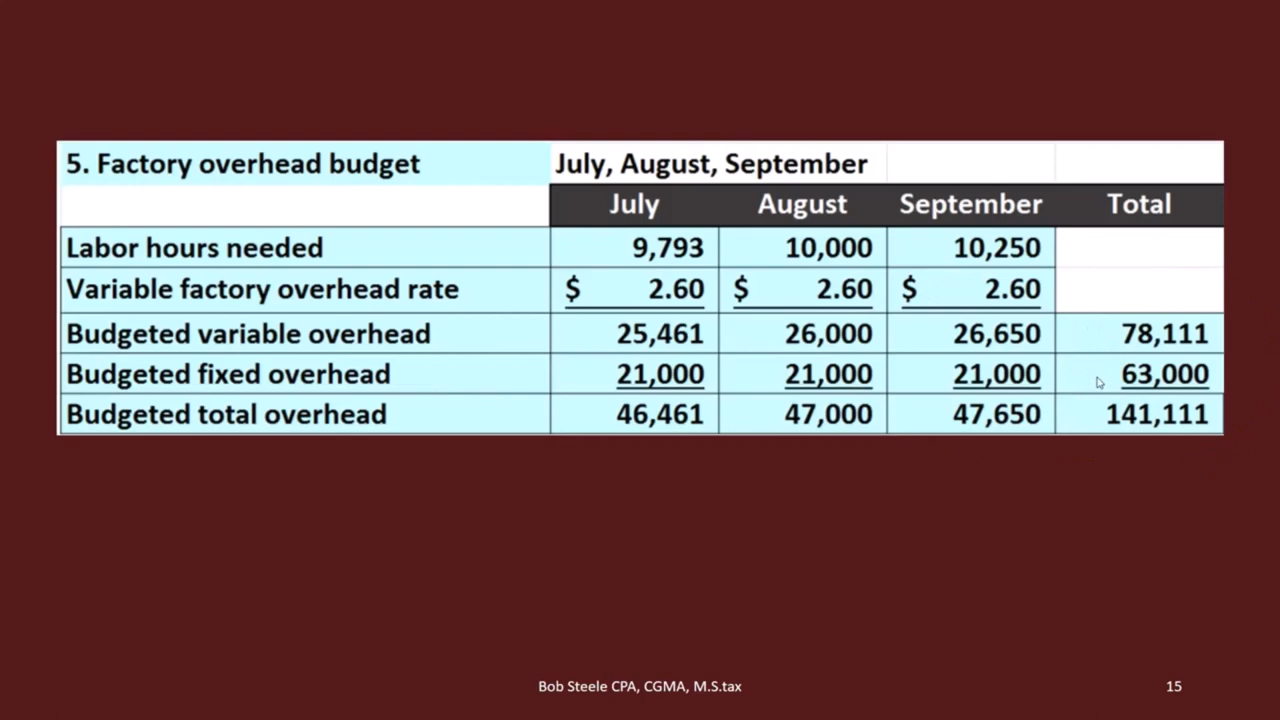 5. Factory overhead budget July, August, September
July August September Total
Labor hours needed 9,793 10,000 10,250
Variable factory overhead rate $ 2.60 $ 2.60 $ 2.60
Budgeted variable overhead 25,461 26,000 26,650 78,111
Budgeted fixed overhead 21,000 21,000 21,000 63,000
Budgeted total overhead 46,461 47,000 47,650 141,111
Bob Steele CPA, CGMA, M.S.tax 15